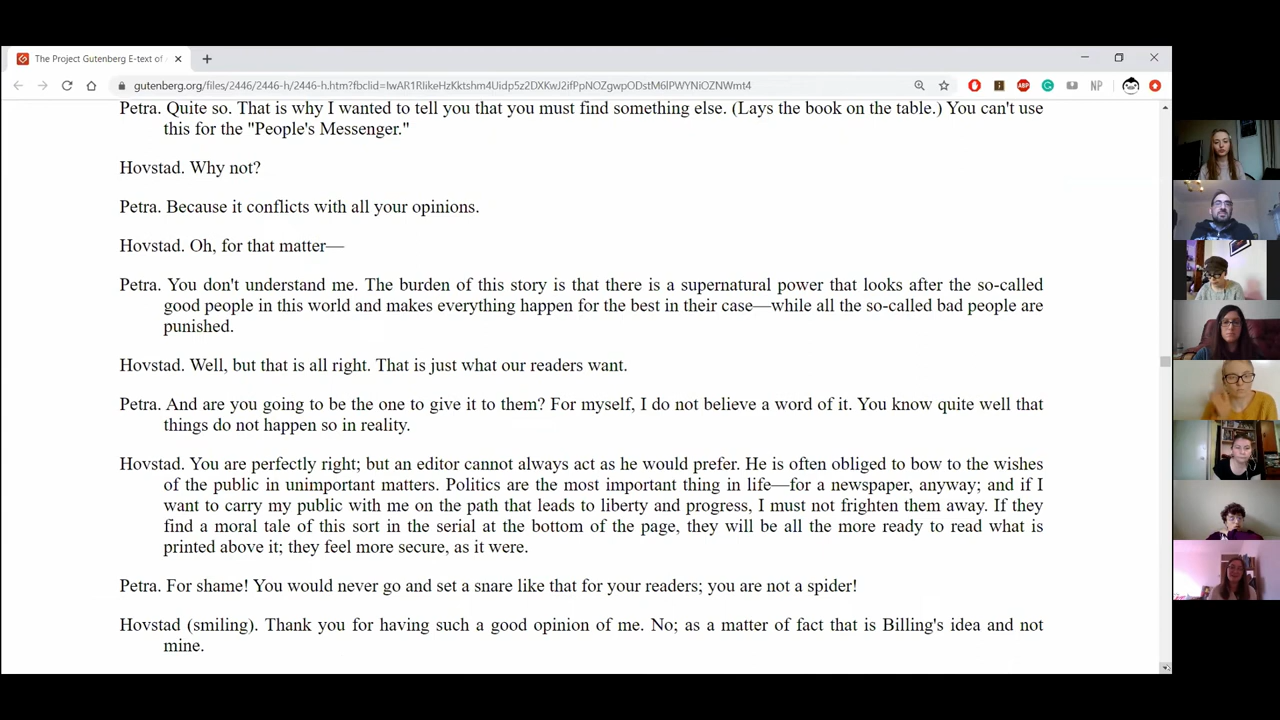 The Project Gutenberg E-text of
gutenberg.org/files/2446/2446-h/2446-h.htm?fbclid=IwAR1RlikeHzKktshm4Uidp5z2DXKwJ2ifPpNOZgwpODstM6lPWYNiOZNWmt4
ABP
NP
Petra. Quite so. That is why I wanted to tell you that you must find something else. (Lays the book on the table.) You can't use
this for the "People's Messenger."
Hovstad. Why not?
Petra. Because it conflicts with all your opinions.
Hovstad. Oh, for that matter—
Petra. You don't understand me. The burden of this story is that there is a supernatural power that looks after the so-called
good people in this world and makes everything happen for the best in their case—while all the so-called bad people are
punished.
Hovstad. Well, but that is all right. That is just what our readers want.
Petra. And are you going to be the one to give it to them? For myself, I do not believe a word of it. You know quite well that
things do not happen so in reality.
Hovstad. You are perfectly right; but an editor cannot always act as he would prefer. He is often obliged to bow to the wishes
of the public in unimportant matters. Politics are the most important thing in life—for a newspaper, anyway; and if I
want to carry my public with me on the path that leads to liberty and progress, I must not frighten them away. If they
find a moral tale of this sort in the serial at the bottom of the page, they will be all the more ready to read what is
printed above it; they feel more secure, as it were.
Petra. For shame! You would never go and set a snare like that for your readers; you are not a spider!
Hovstad (smiling). Thank you for having such a good opinion of me. No; as a matter of fact that is Billing's idea and not
mine.